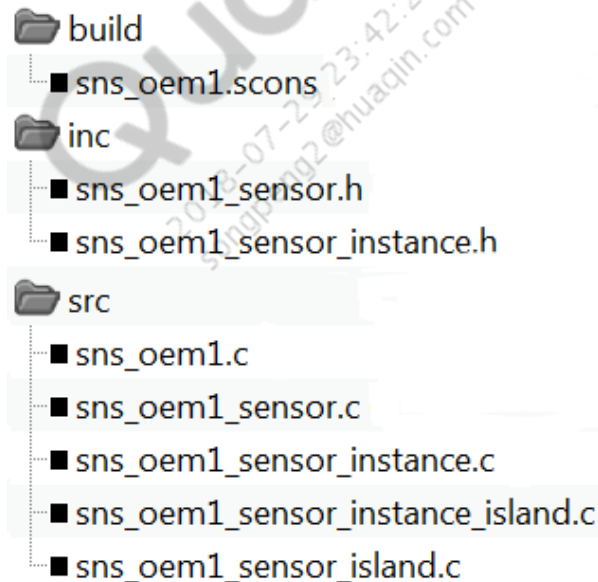 build
sns_oem1.scons
inc
sns_oem1_sensor.h
sns_oem1_sensor_instance.h
src
sns_oem1.c
sns_oem1_sensor.c
sns_oem1_sensor_instance.c
sns_oem1_sensor_instance_island.c
sns_oem1_sensor_island.c